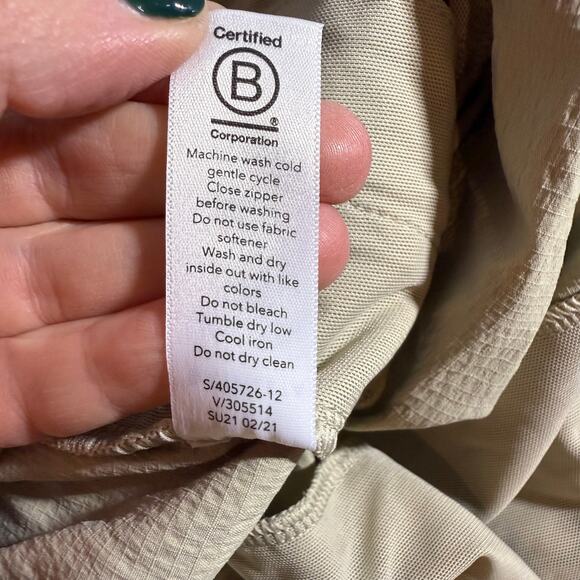 Certified
B
®
Corporation
Machine wash cold
gentle cycle
Close zipper
before washing
Do not use fabric
softener
Wash and dry
inside out with like
colors
Do not bleach
Tumble dry low
Cool iron
Do not dry clean
S/405726-12
V/305514
SU21 02/21